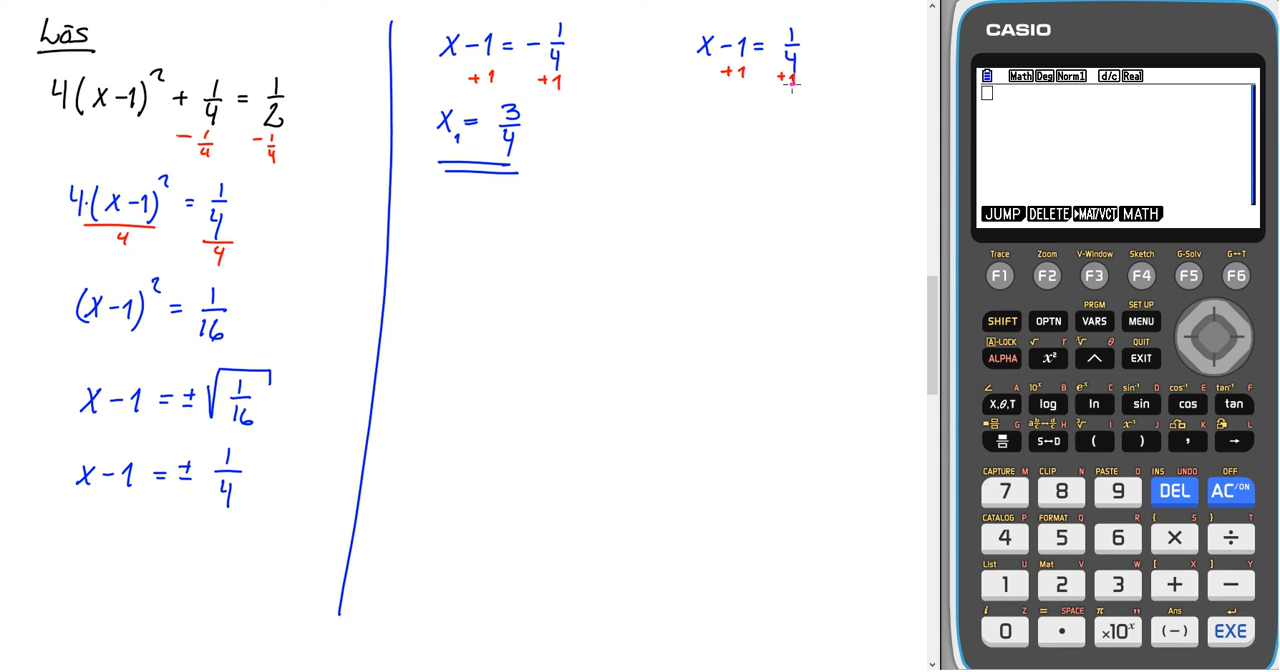 Lös
4(x-1)² + 1/4 = 1/2
-1/4 -1/4
4·(x-1)² = 1/4
4 4
(x-1)² = 1/16
x-1 = ±√(1/16)
x-1 = ± 1/4
x-1 = -1/4
+1 +1
x₁ = 3/4
x-1 = 1/4
+1 +1
CASIO
Math Deg Norm1 d/c Real
JUMP DELETE ▶MAT/VCT MATH
Trace Zoom V-Window Sketch G-Solv G↔T
F1 F2 F3 F4 F5 F6
PRGM SET UP
SHIFT OPTN VARS MENU
A-LOCK √ r ˣ√ θ QUIT
ALPHA x² ^ EXIT
∠ A 10ˣ B eˣ C sin⁻¹ D cos⁻¹ E tan⁻¹ F
X,θ,T log ln sin cos tan
G a b/c↔d/c H ³√ I x⁻¹ J K L
S↔D ( ) , →
CAPTURE M CLIP N PASTE O INS UNDO OFF
7 8 9 DEL AC/ON
CATALOG P FORMAT Q R { S } T
4 5 6 × ÷
List U Mat V W [ X ] Y
1 2 3 + −
i Z = SPACE π " Ans ↵
0 • ×10ˣ (−) EXE